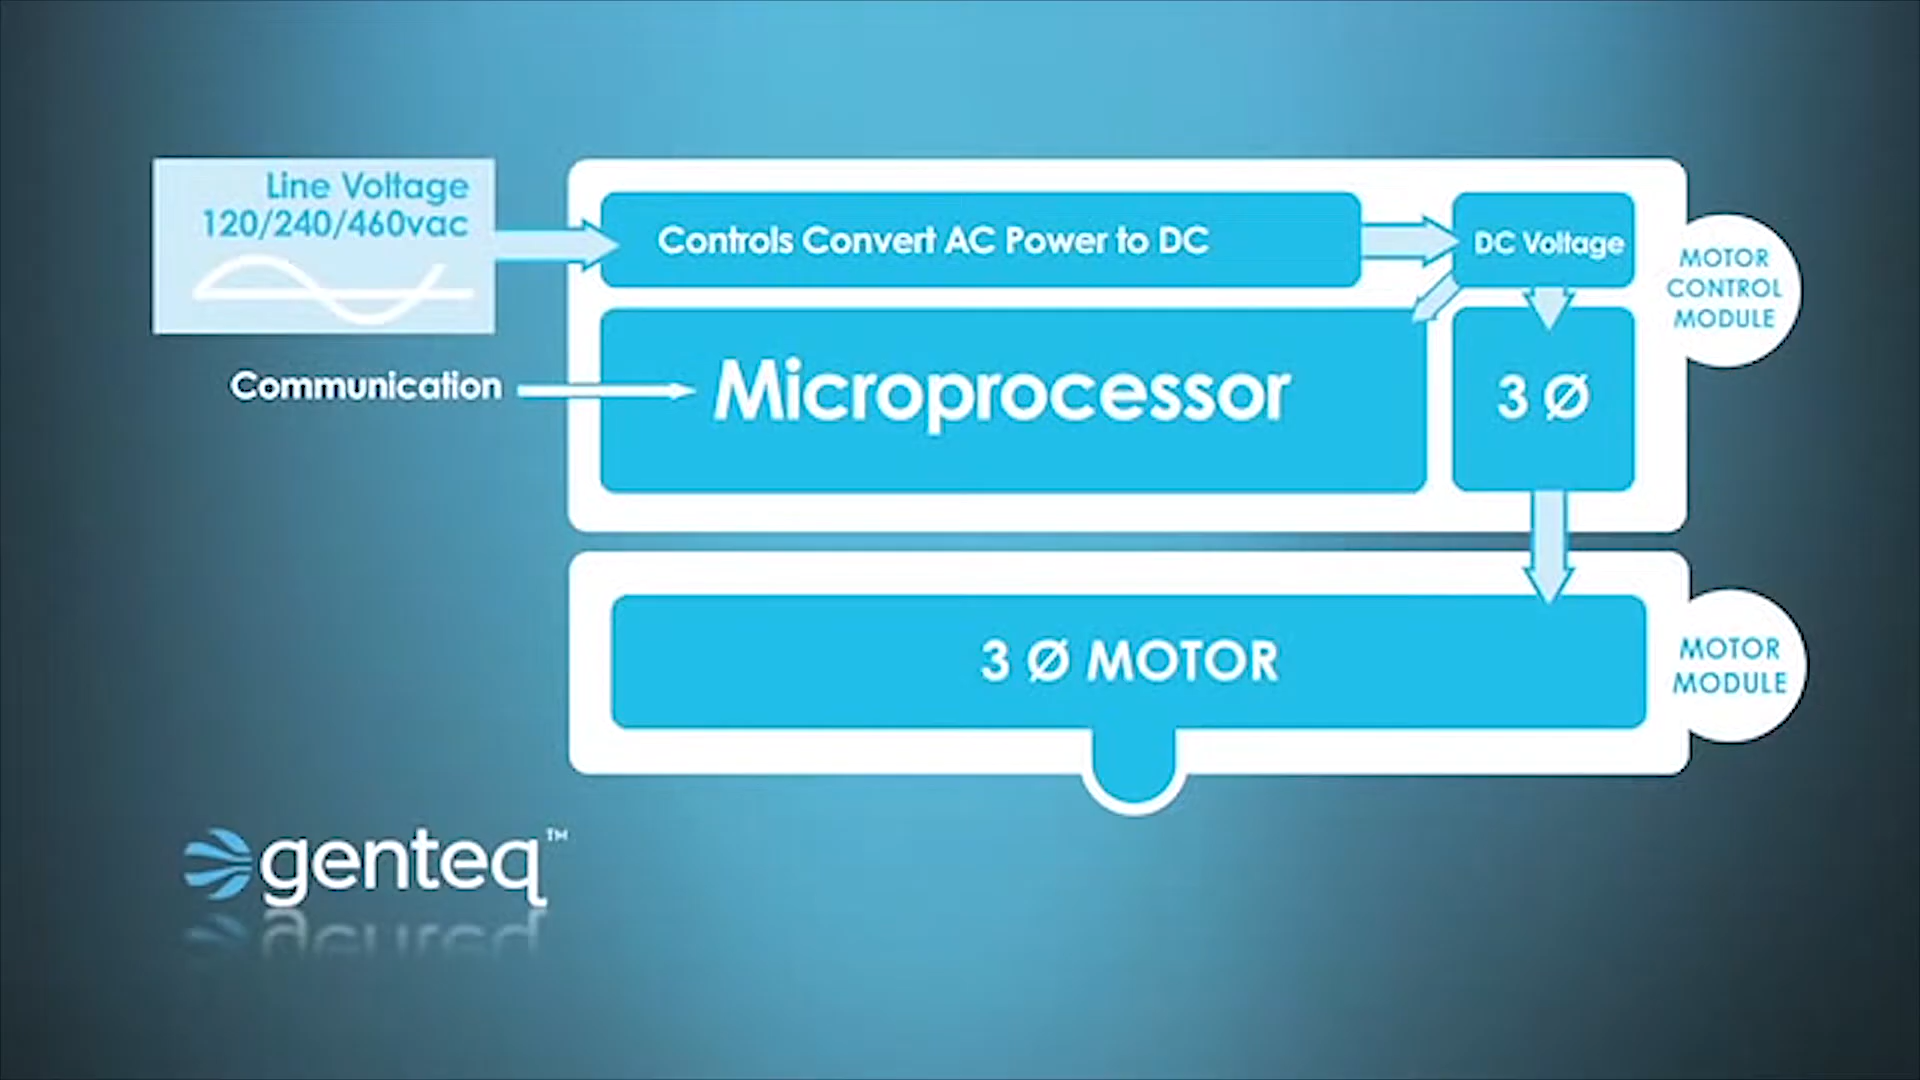 Line Voltage
120/240/460vac
Controls Convert AC Power to DC
DC Voltage
MOTOR
CONTROL
MODULE
Communication
Microprocessor
3 Ø
3 Ø MOTOR
MOTOR
MODULE
genteq™